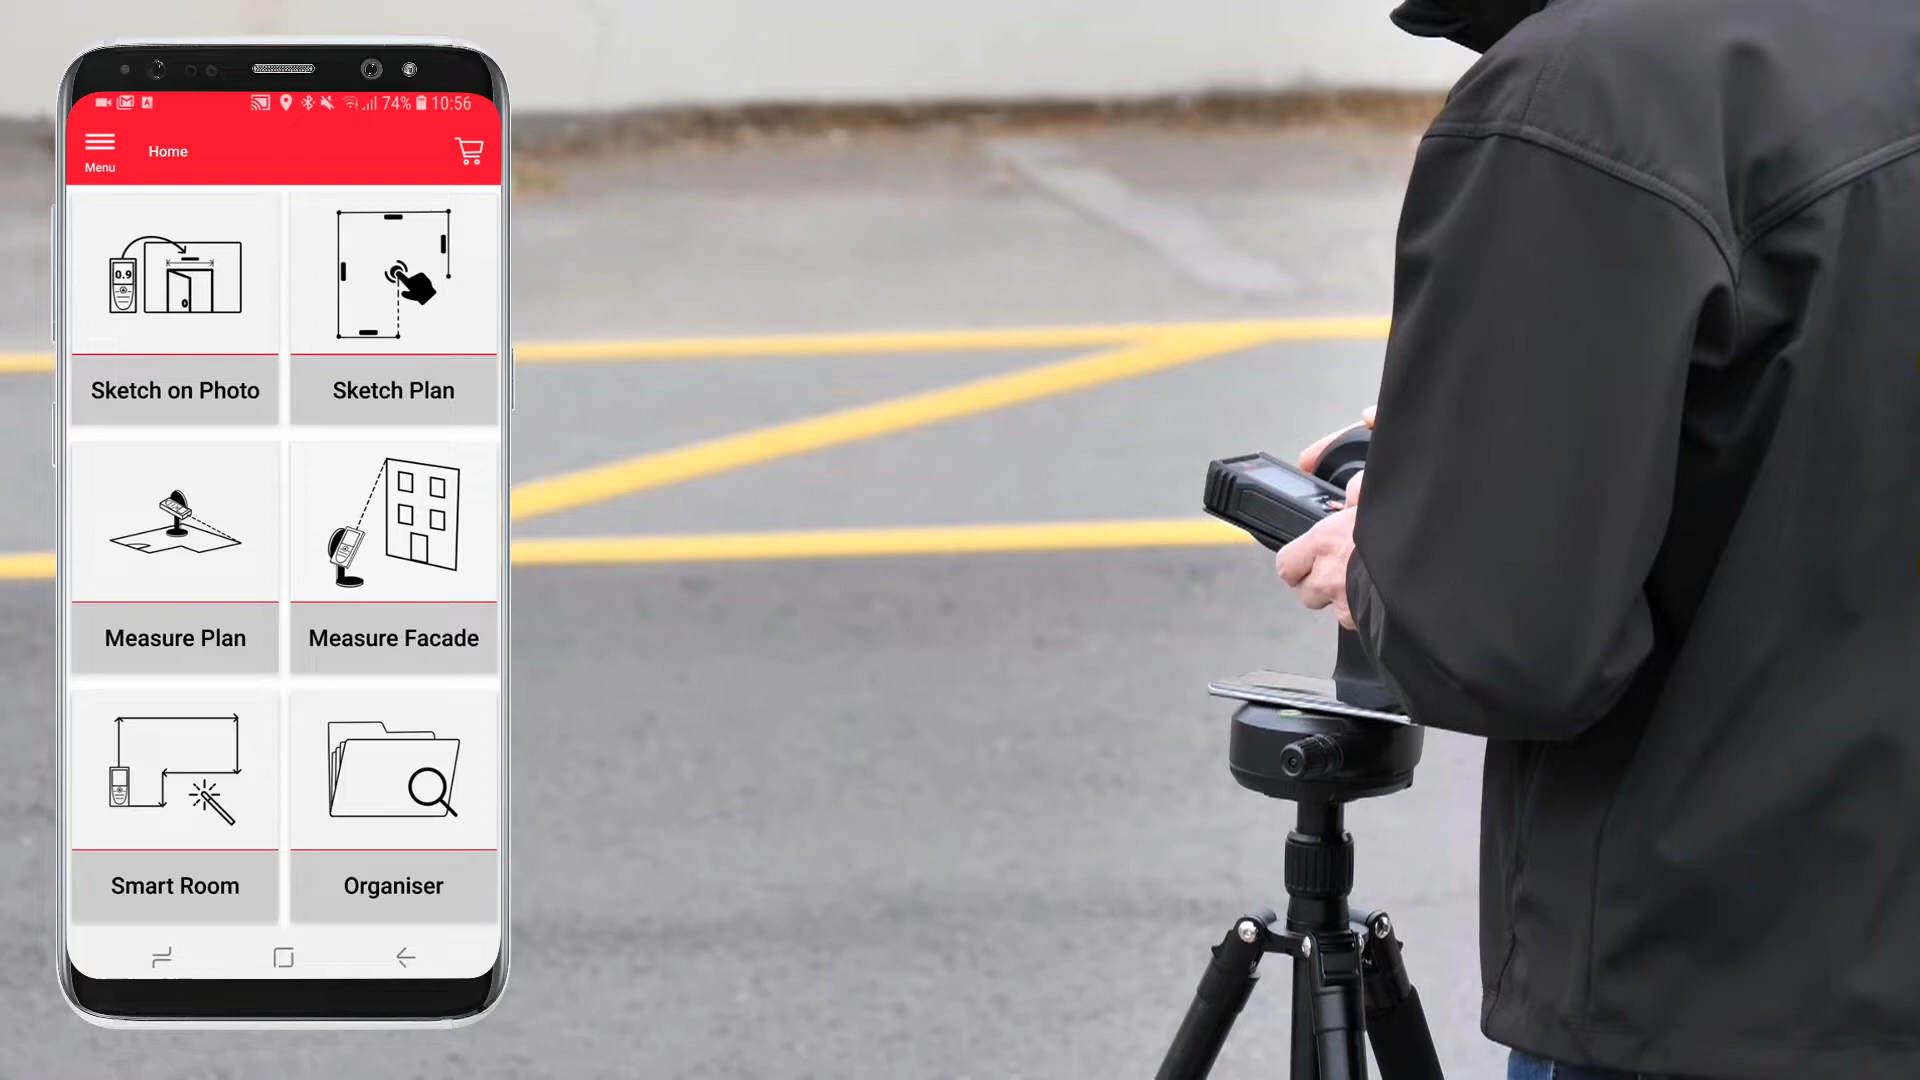 74% 10:56
Menu
Home
0.9
Sketch on Photo
Sketch Plan
Measure Plan
Measure Facade
Smart Room
Organiser